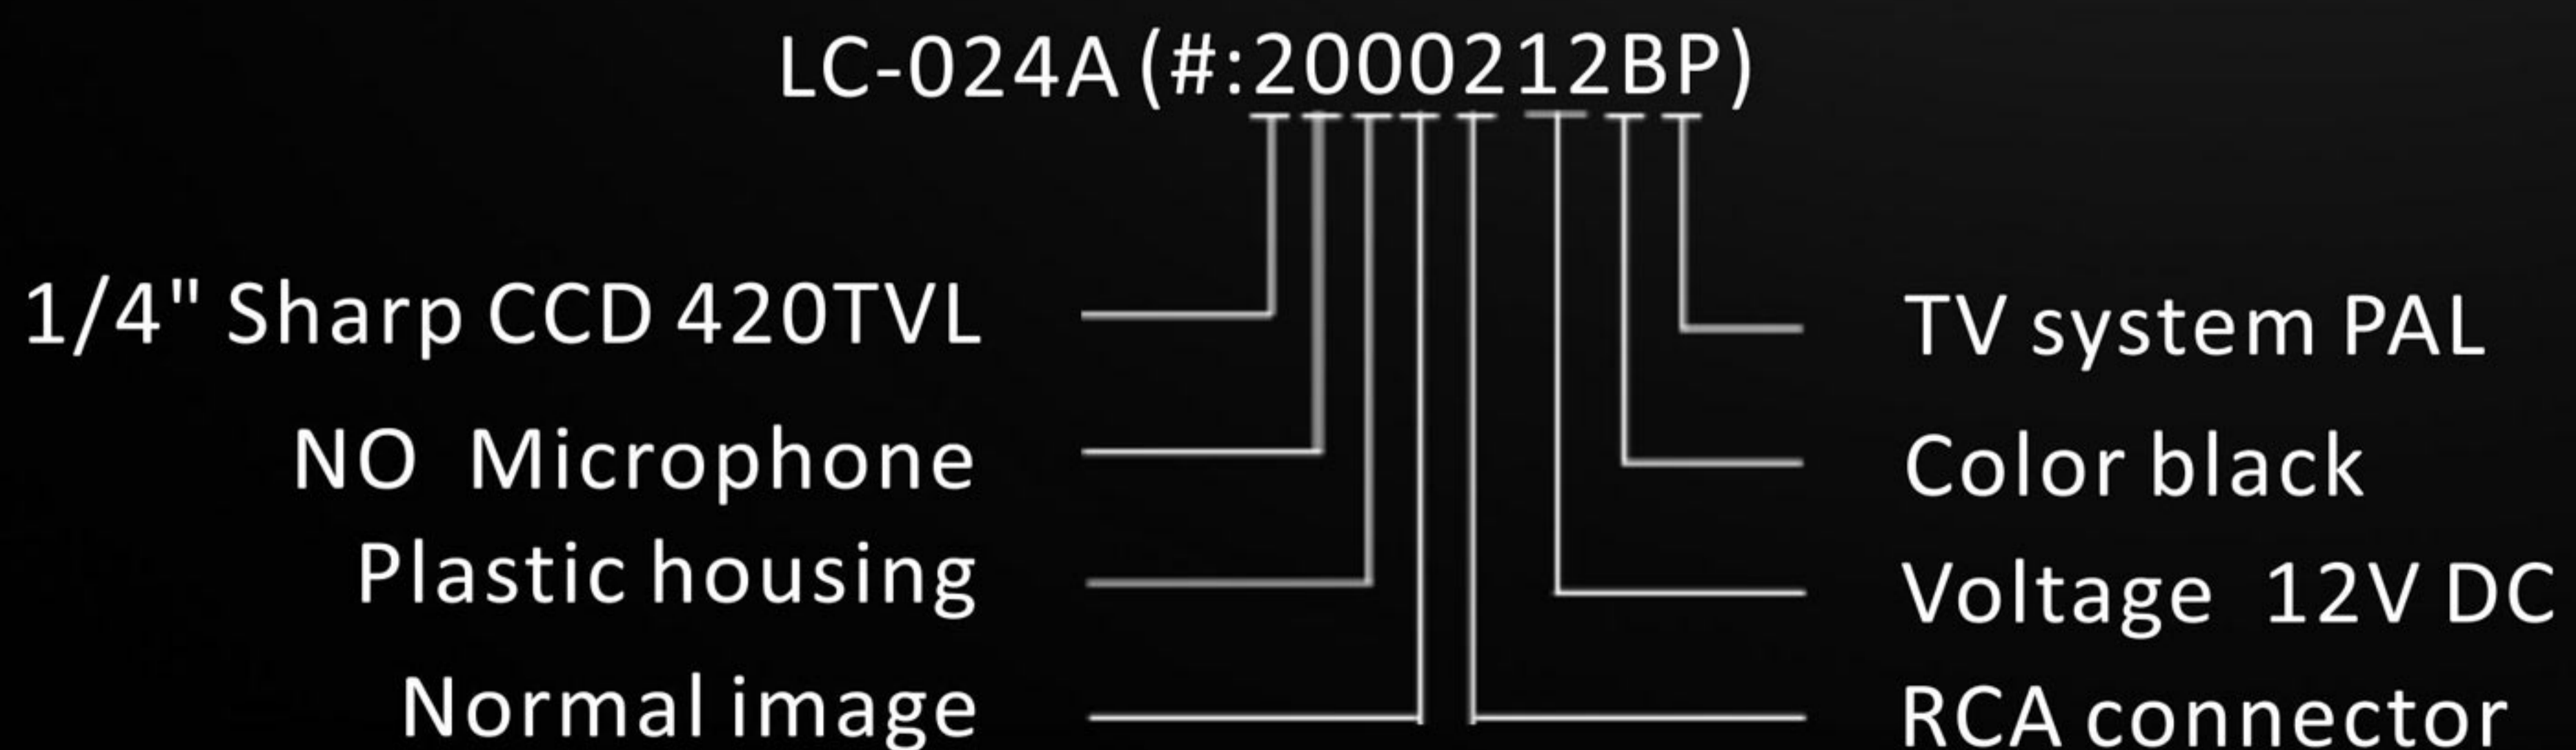 LC-024A (#:2000212BP)
1/4" Sharp CCD 420TVL
NO Microphone
Plastic housing
Normal image
TV system PAL
Color black
Voltage 12V DC
RCA connector